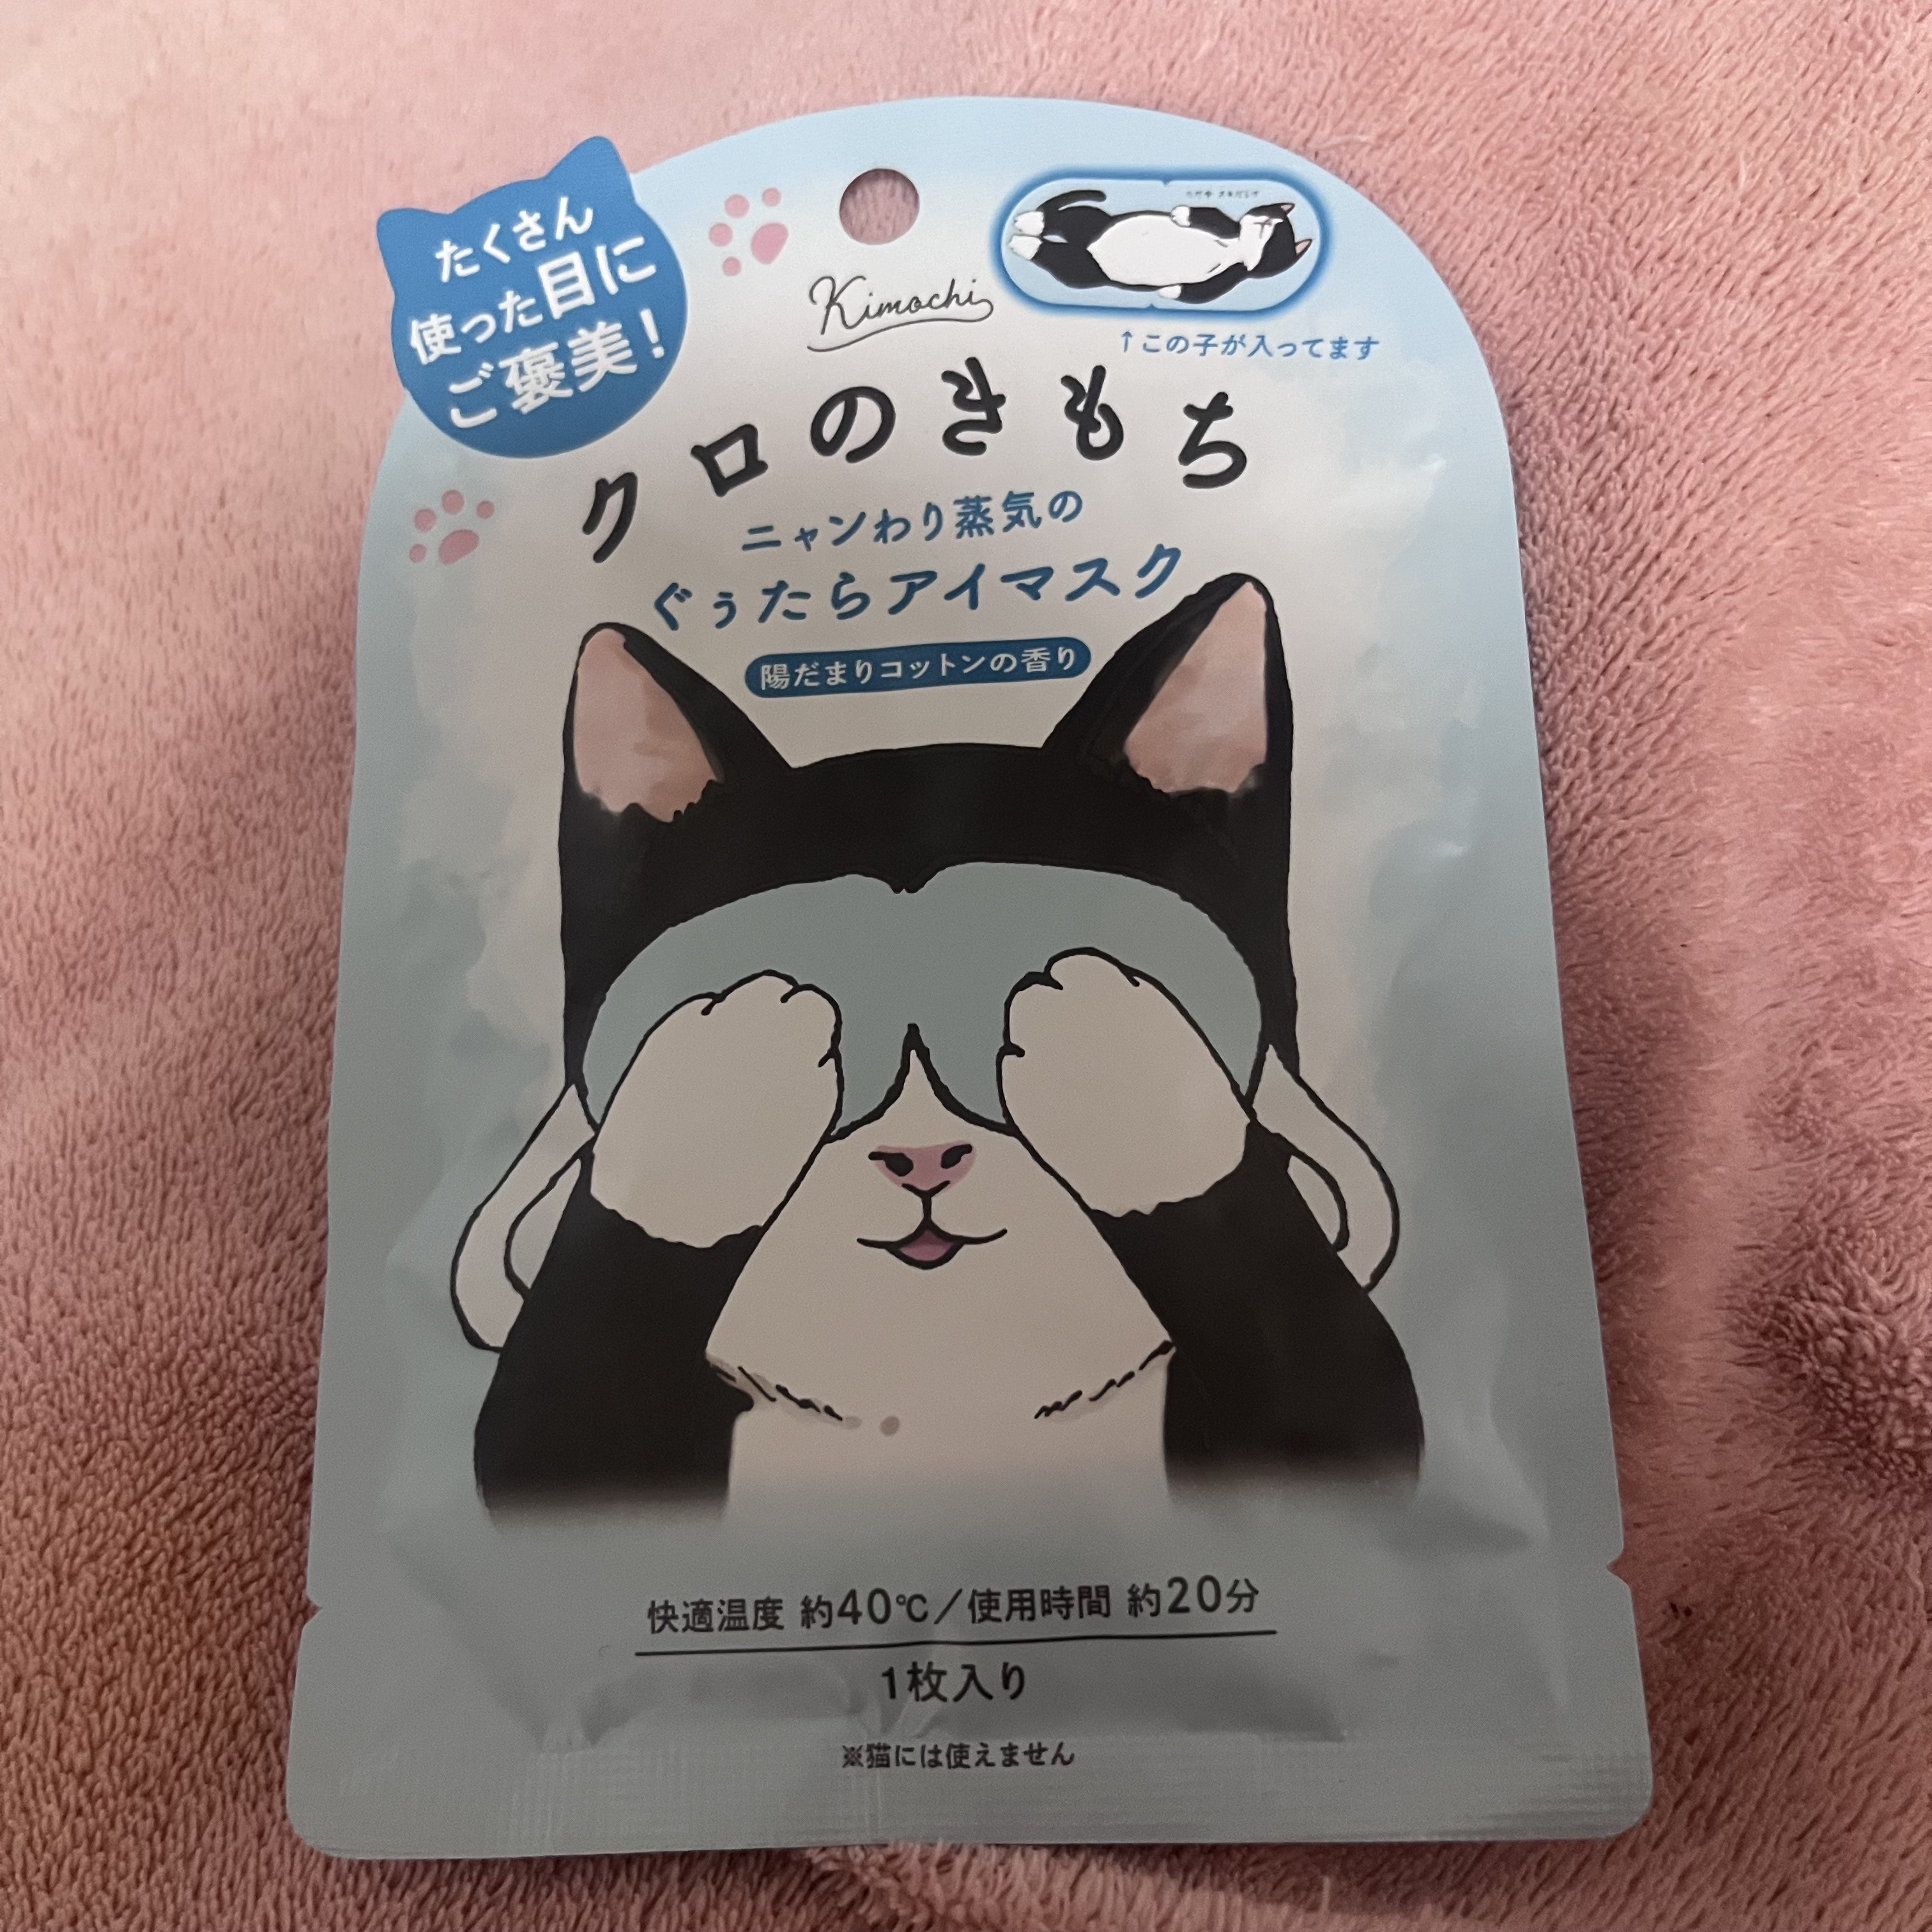 たくさん
使った目に
ご褒美!
Kimochi
↑この子が入ってます
クロのきもち
ニャンわり蒸気の
ぐぅたらアイマスク
陽だまりコットンの香り
快適温度 約40℃/使用時間 約20分
1枚入り
※猫には使えません